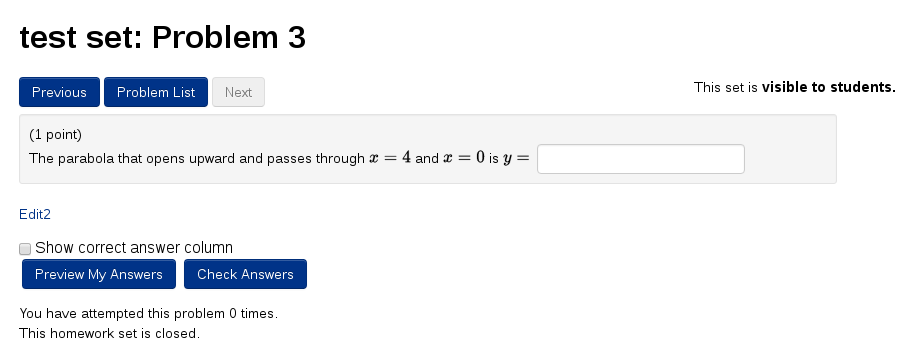 test set: Problem 3
Previous Problem List Next
This set is visible to students.
(1 point)
The parabola that opens upward and passes through x = 4 and x = 0 is y =
Edit2
Show correct answer column
Preview My Answers Check Answers
You have attempted this problem 0 times.
This homework set is closed.